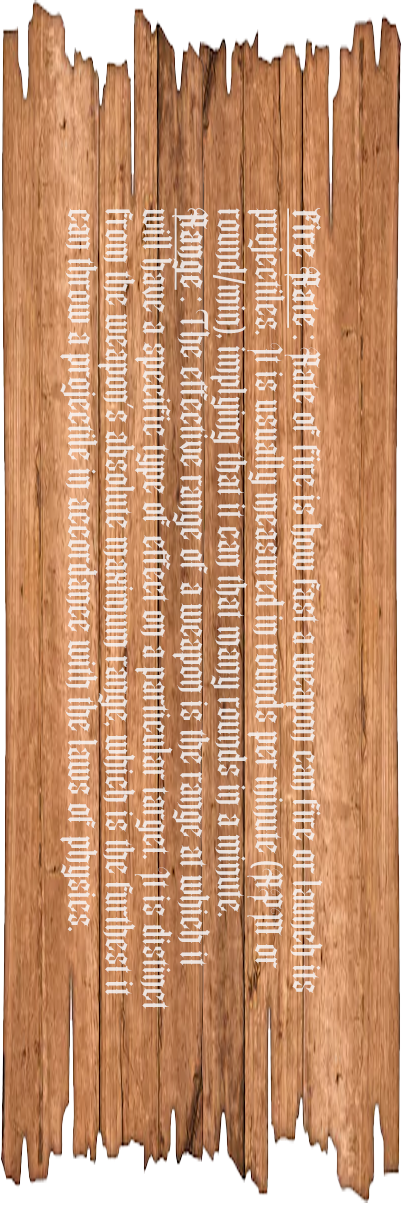 Fire Rate: Rate of fire is how fast a weapon can fire or launch its
projectiles. It is usually measured in rounds per minute (RPM or
round/min), implying that it can that many rounds in a minute.
Range : The effective range of a weapon is the range at which it
will have a specific type of effect on a particular target. It is distinct
from the weapon's absolute maximum range, which is the furthest it
can throw a projectile in accordance with the laws of physics.